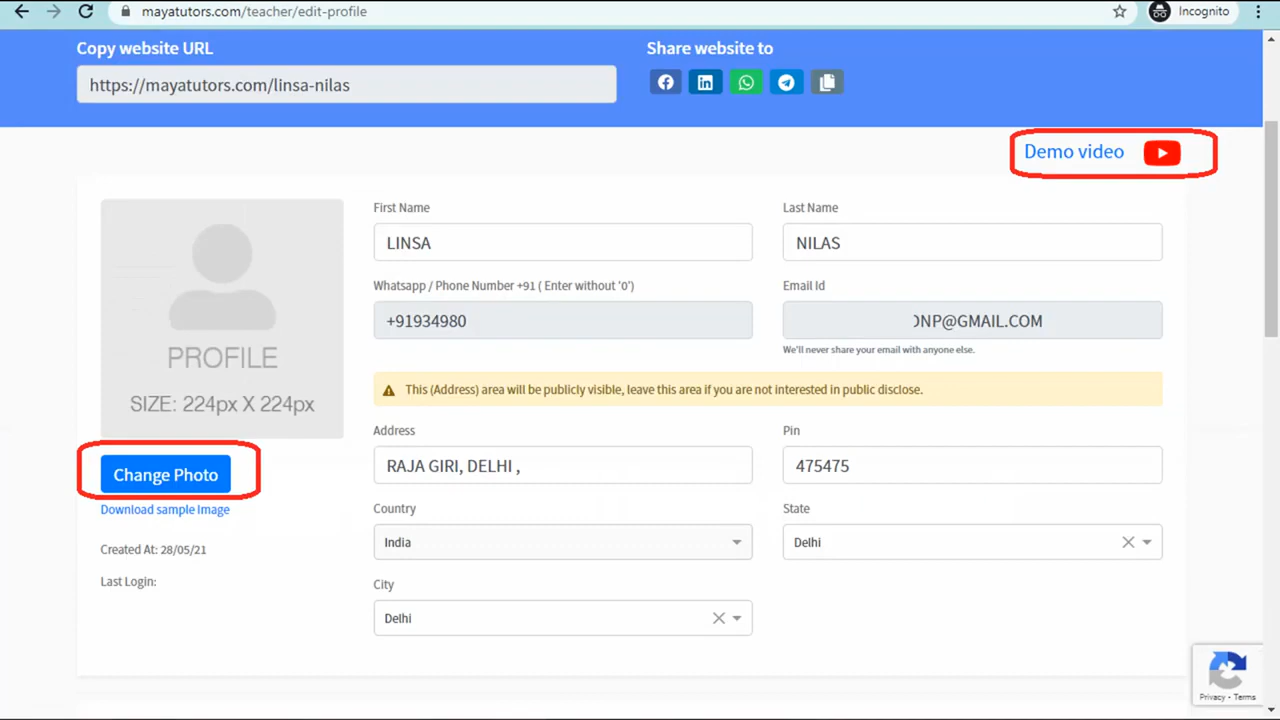 mayatutors.com/teacher/edit-profile
Incognito
Copy website URL
Share website to
https://mayatutors.com/linsa-nilas
Demo video
First Name
Last Name
LINSA
NILAS
Whatsapp / Phone Number +91 ( Enter without '0')
Email Id
+91934980
NP@GMAIL.COM
We'll never share your email with anyone else.
PROFILE
SIZE: 224px X 224px
This (Address) area will be publicly visible, leave this area if you are not interested in public disclose.
Address
Pin
RAJA GIRI, DELHI ,
475475
Change Photo
Download sample Image
Country
State
India
Delhi
Created At: 28/05/21
Last Login:
City
Delhi
Privacy - Terms